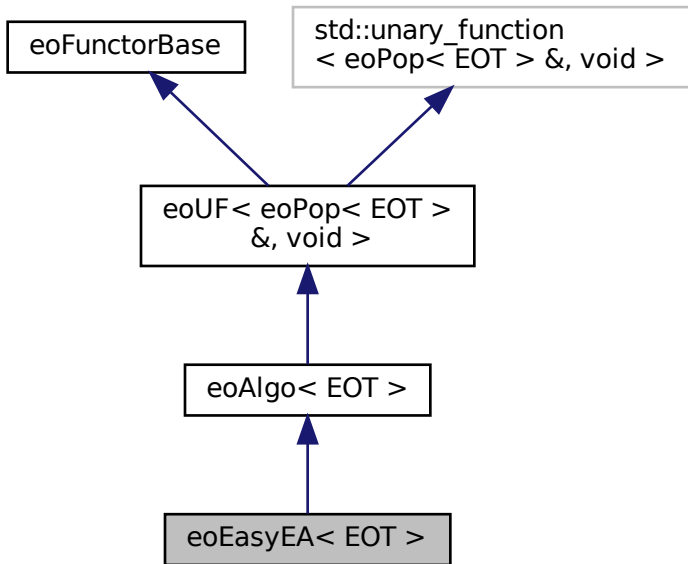 eoFunctorBase
std::unary_function
< eoPop< EOT > &, void >
eoUF< eoPop< EOT >
&, void >
eoAlgo< EOT >
eoEasyEA< EOT >